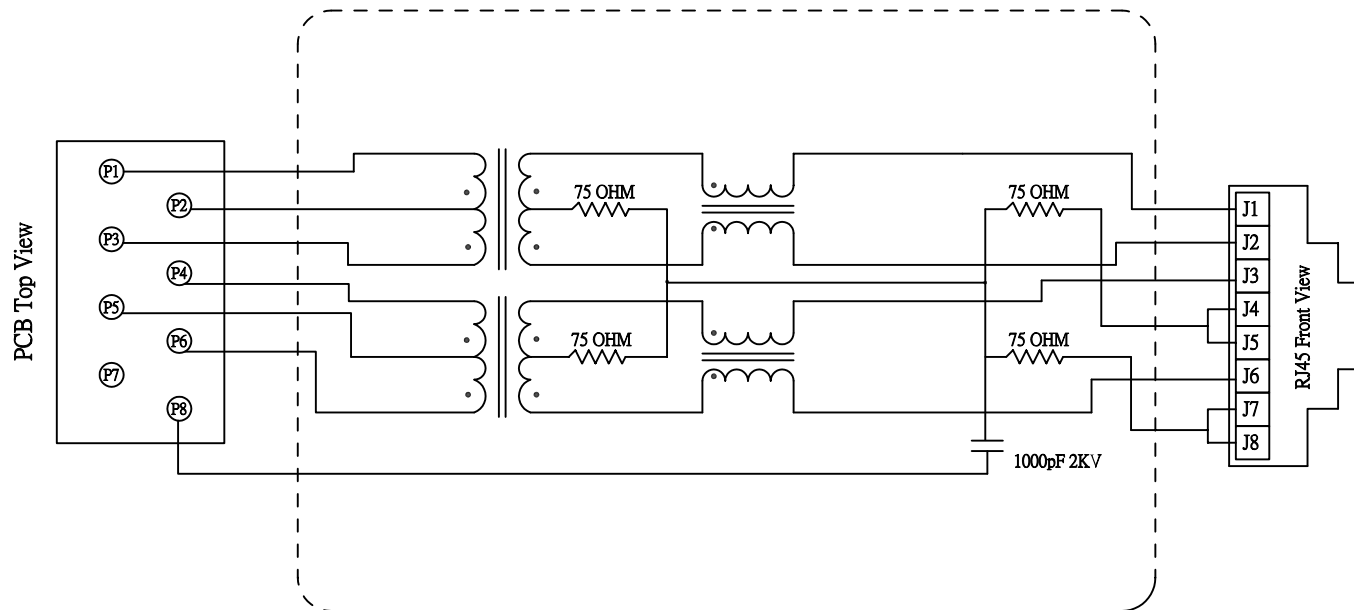 PCB Top View
P1
P2
P3
P4
P5
P6
P7
P8
75 OHM
75 OHM
75 OHM
75 OHM
1000pF 2KV
J1
J2
J3
J4
J5
J6
J7
J8
RJ45 Front View